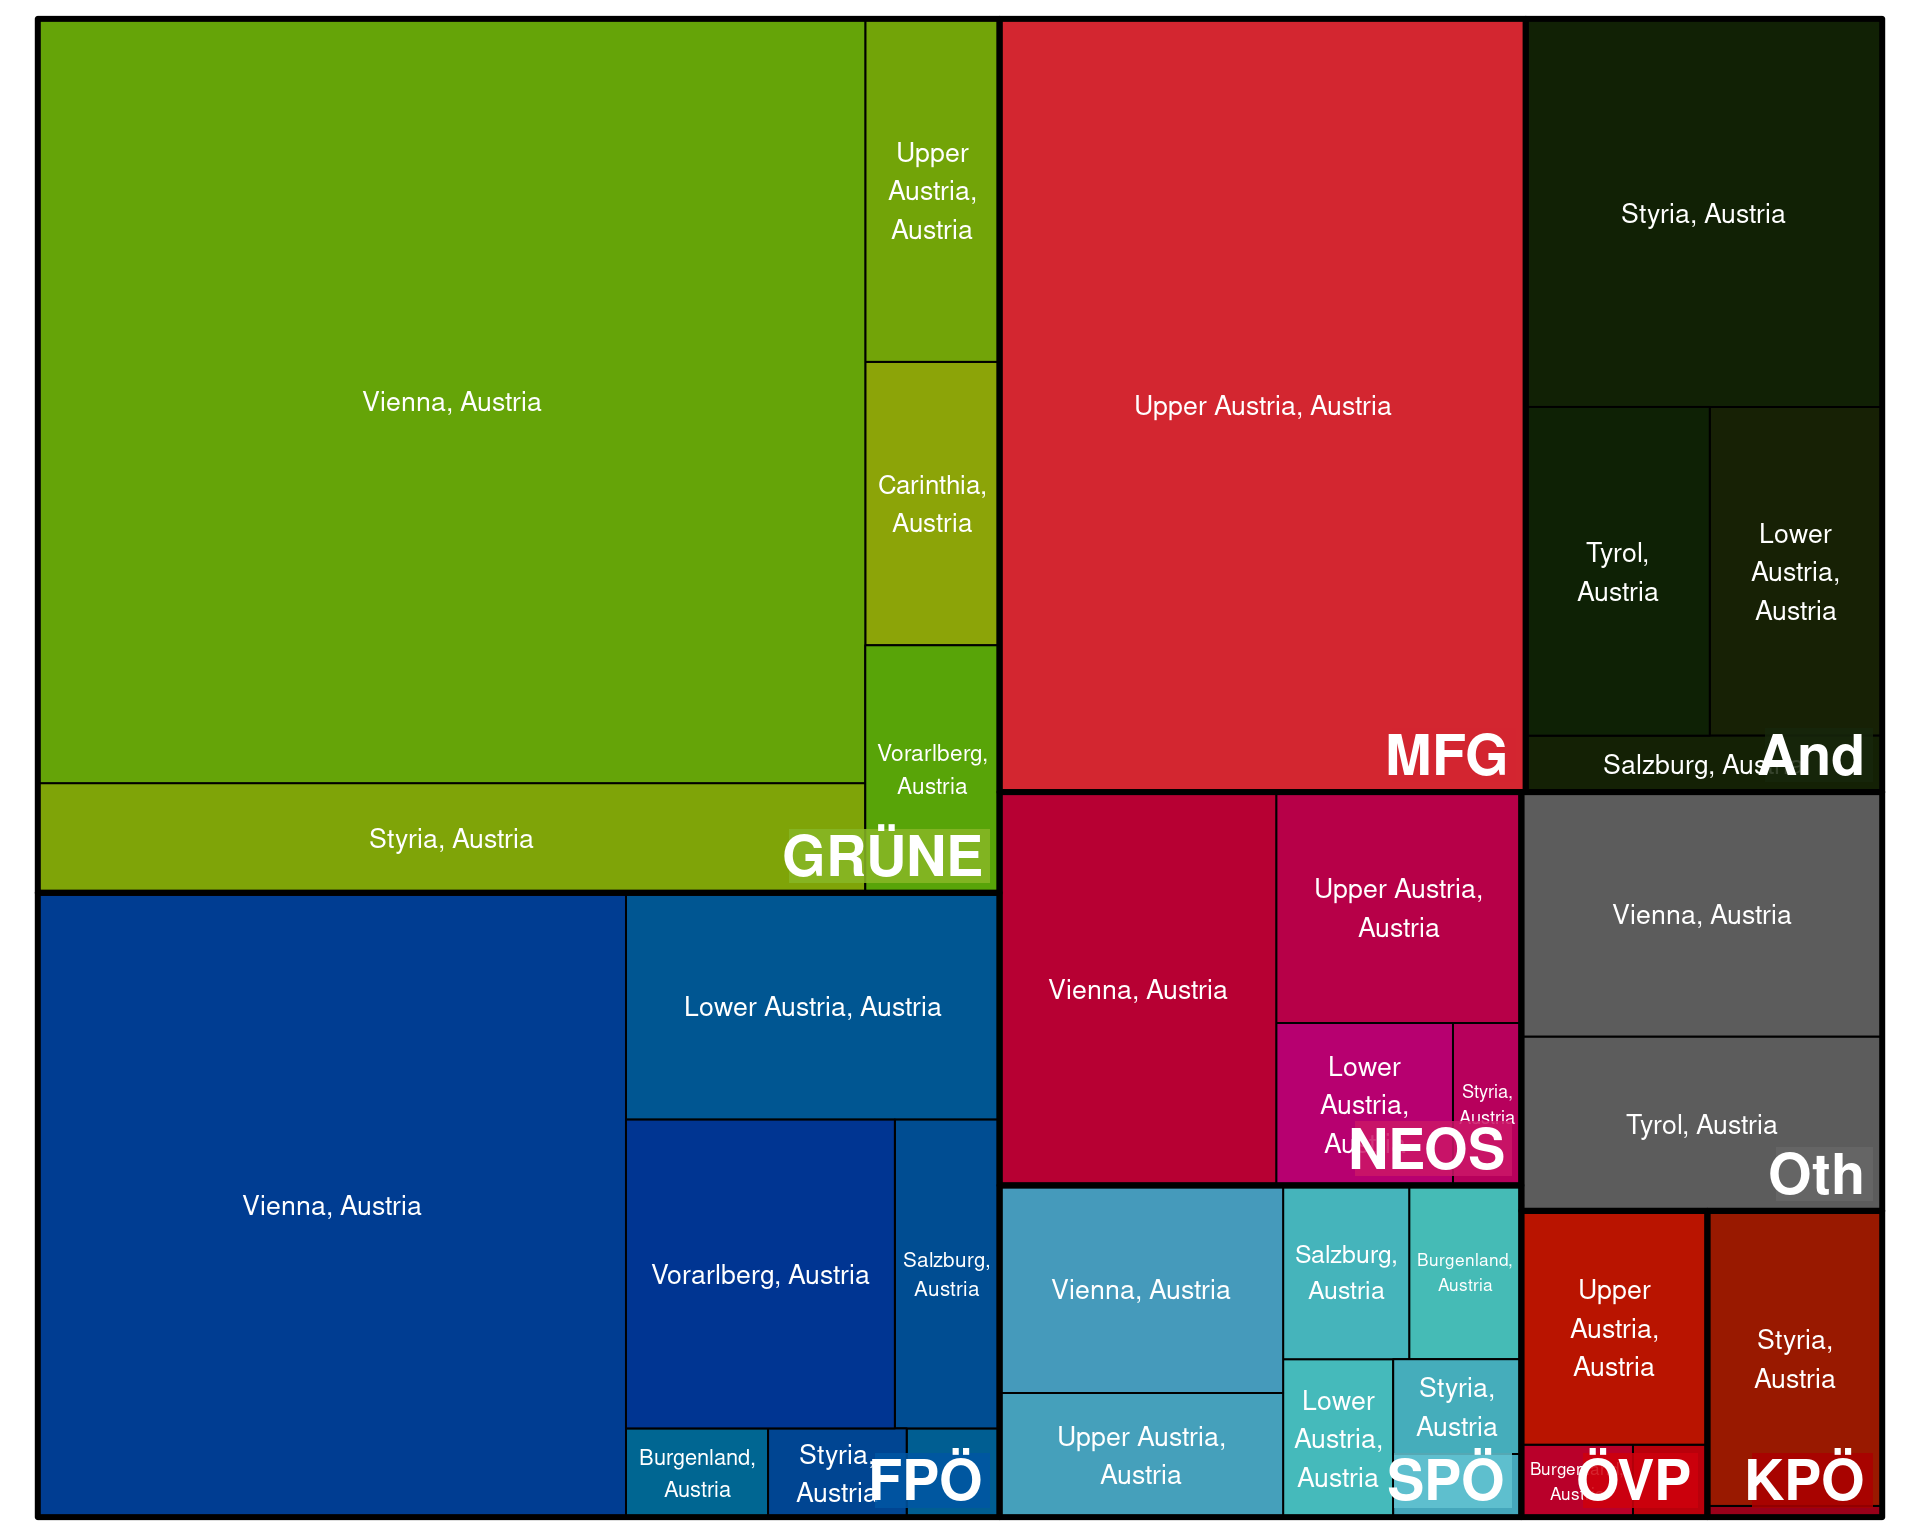 Vienna, Austria
Upper
Austria,
Austria
Carinthia,
Austria
Vorarlberg,
Austria
Styria, Austria
GRÜNE
Vienna, Austria
Lower Austria, Austria
Vorarlberg, Austria
Salzburg,
Austria
Burgenland,
Austria
Styria,
Austria
FPÖ
Upper Austria, Austria
MFG
Styria, Austria
Tyrol,
Austria
Lower
Austria,
Austria
Salzburg, Austria
And
Vienna, Austria
Upper Austria,
Austria
Lower
Austria,
Austria
Styria,
Austria
NEOS
Vienna, Austria
Tyrol, Austria
Oth
Vienna, Austria
Upper Austria,
Austria
Salzburg,
Austria
Burgenland,
Austria
Lower
Austria,
Austria
Styria,
Austria
SPÖ
Upper
Austria,
Austria
Burgenland,
Austria
ÖVP
Styria,
Austria
KPÖ